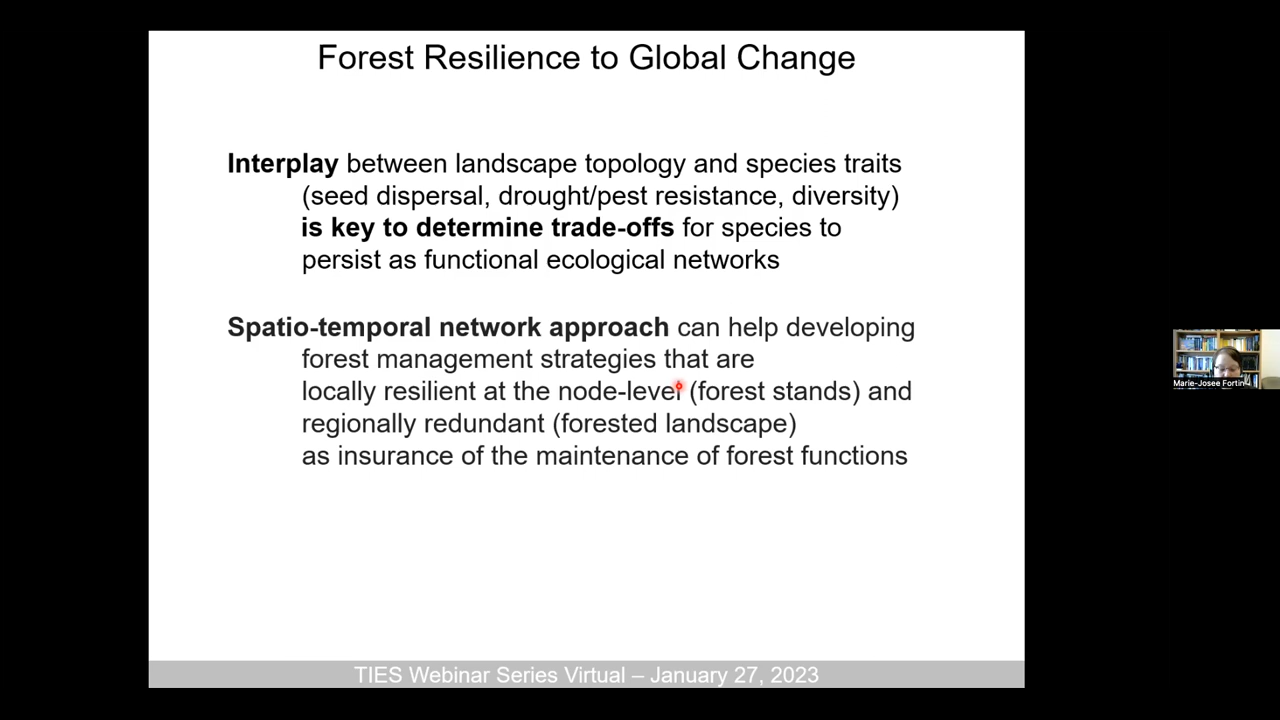 Forest Resilience to Global Change
Interplay between landscape topology and species traits
(seed dispersal, drought/pest resistance, diversity)
is key to determine trade-offs for species to
persist as functional ecological networks
Spatio-temporal network approach can help developing
forest management strategies that are
locally resilient at the node-level (forest stands) and
regionally redundant (forested landscape)
as insurance of the maintenance of forest functions
Marie-Josee Fortin
TIES Webinar Series Virtual – January 27, 2023